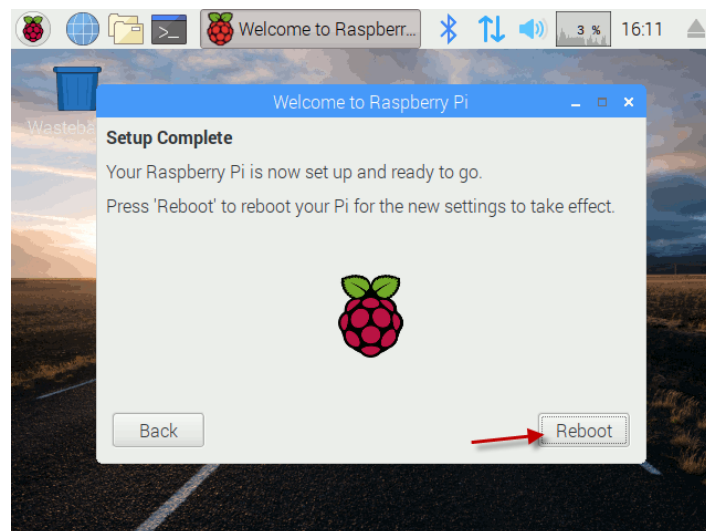 Welcome to Raspberr...
3 %
16:11
Welcome to Raspberry Pi
Setup Complete
Your Raspberry Pi is now set up and ready to go.
Press 'Reboot' to reboot your Pi for the new settings to take effect.
Back
Reboot